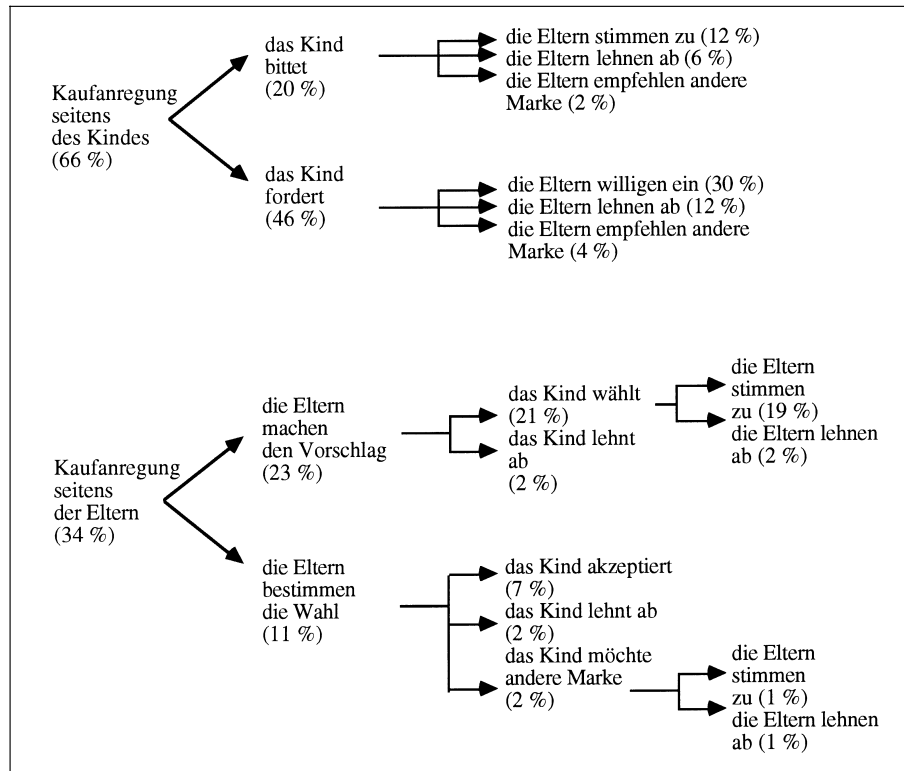 Kaufanregung
seitens
des Kindes
(66 %)
das Kind
bittet
(20 %)
die Eltern stimmen zu (12 %)
die Eltern lehnen ab (6 %)
die Eltern empfehlen andere
Marke (2 %)
das Kind
fordert
(46 %)
die Eltern willigen ein (30 %)
die Eltern lehnen ab (12 %)
die Eltern empfehlen andere
Marke (4 %)
Kaufanregung
seitens
der Eltern
(34 %)
die Eltern
machen
den Vorschlag
(23 %)
das Kind wählt
(21 %)
das Kind lehnt
ab
(2 %)
die Eltern
stimmen
zu (19 %)
die Eltern lehnen
ab (2 %)
die Eltern
bestimmen
die Wahl
(11 %)
das Kind akzeptiert
(7 %)
das Kind lehnt ab
(2 %)
das Kind möchte
andere Marke
(2 %)
die Eltern
stimmen
zu (1 %)
die Eltern lehnen
ab (1 %)